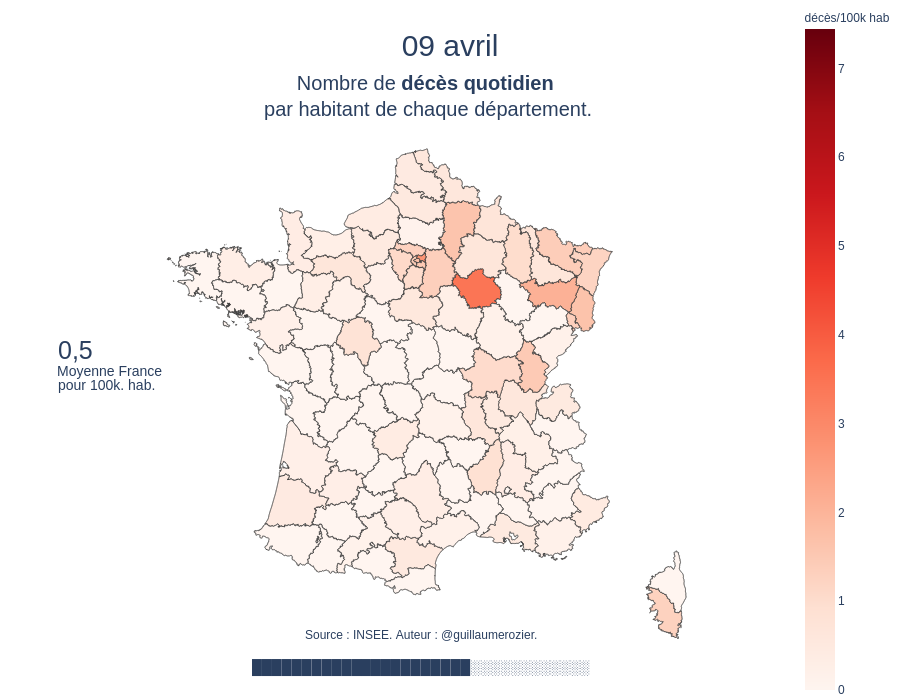 décès/100k hab
09 avril
Nombre de décès quotidien
par habitant de chaque département.
7
6
5
4
3
2
1
0
0,5
Moyenne France
pour 100k. hab.
Source : INSEE. Auteur : @guillaumerozier.